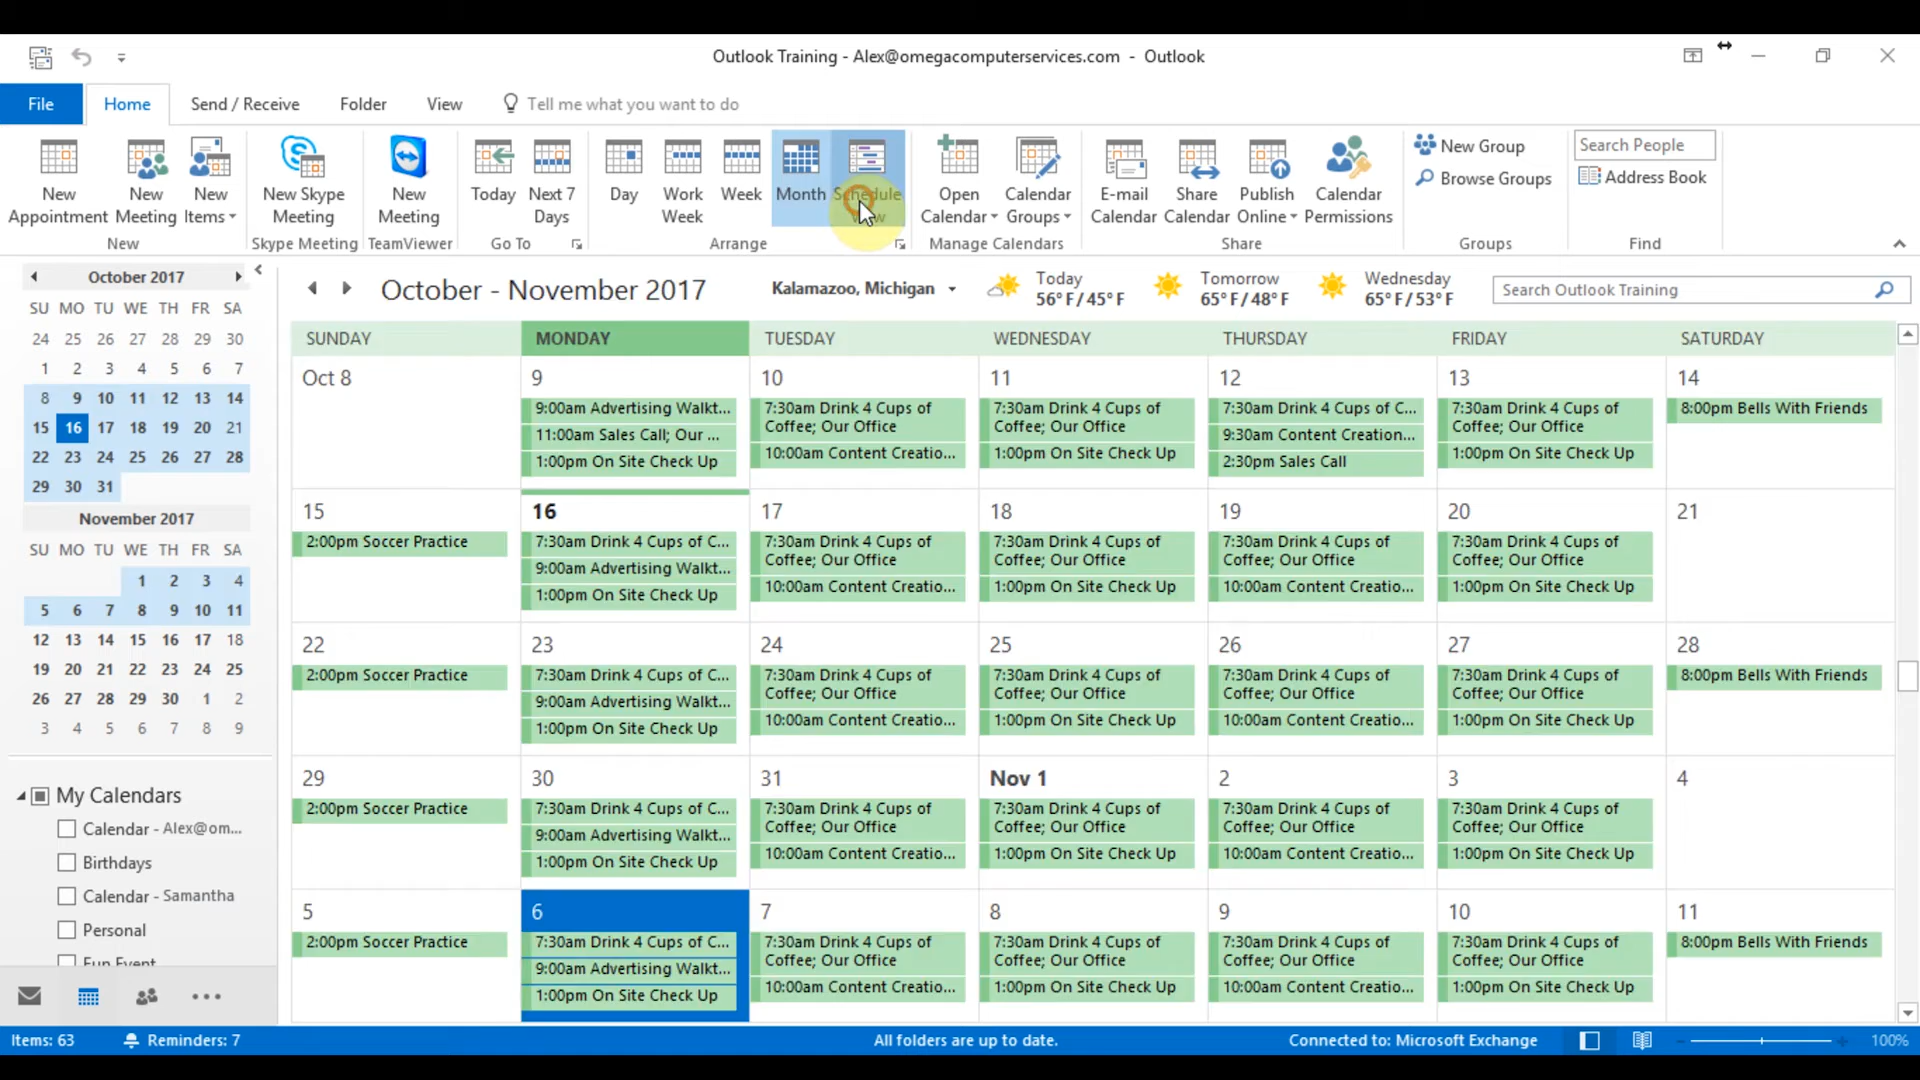 Outlook Training - Alex@omegacomputerservices.com - Outlook
File Home Send / Receive Folder View Tell me what you want to do
New Appointment
New Meeting
New Items
New
New Skype Meeting
Skype Meeting
New Meeting
TeamViewer
Today
Next 7 Days
Go To
Day
Work Week
Week
Month
Schedule View
Arrange
Open Calendar
Calendar Groups
Manage Calendars
E-mail Calendar
Share Calendar
Publish Online
Calendar Permissions
Share
New Group
Browse Groups
Groups
Search People
Address Book
Find
October 2017
SU MO TU WE TH FR SA
24 25 26 27 28 29 30
1 2 3 4 5 6 7
8 9 10 11 12 13 14
15 16 17 18 19 20 21
22 23 24 25 26 27 28
29 30 31
November 2017
SU MO TU WE TH FR SA
1 2 3 4
5 6 7 8 9 10 11
12 13 14 15 16 17 18
19 20 21 22 23 24 25
26 27 28 29 30 1 2
3 4 5 6 7 8 9
My Calendars
Calendar - Alex@om...
Birthdays
Calendar - Samantha
Personal
Fun Event
October - November 2017
Kalamazoo, Michigan
Today
56° F / 45° F
Tomorrow
65° F / 48° F
Wednesday
65° F / 53° F
Search Outlook Training
SUNDAY MONDAY TUESDAY WEDNESDAY THURSDAY FRIDAY SATURDAY
Oct 8
9
9:00am Advertising Walkt...
11:00am Sales Call; Our ...
1:00pm On Site Check Up
10
7:30am Drink 4 Cups of
Coffee; Our Office
10:00am Content Creatio...
11
7:30am Drink 4 Cups of
Coffee; Our Office
1:00pm On Site Check Up
12
7:30am Drink 4 Cups of C...
9:30am Content Creation...
2:30pm Sales Call
13
7:30am Drink 4 Cups of
Coffee; Our Office
1:00pm On Site Check Up
14
8:00pm Bells With Friends
15
2:00pm Soccer Practice
16
7:30am Drink 4 Cups of C...
9:00am Advertising Walkt...
1:00pm On Site Check Up
17
7:30am Drink 4 Cups of
Coffee; Our Office
10:00am Content Creatio...
18
7:30am Drink 4 Cups of
Coffee; Our Office
1:00pm On Site Check Up
19
7:30am Drink 4 Cups of
Coffee; Our Office
10:00am Content Creatio...
20
7:30am Drink 4 Cups of
Coffee; Our Office
1:00pm On Site Check Up
21
22
2:00pm Soccer Practice
23
7:30am Drink 4 Cups of C...
9:00am Advertising Walkt...
1:00pm On Site Check Up
24
7:30am Drink 4 Cups of
Coffee; Our Office
10:00am Content Creatio...
25
7:30am Drink 4 Cups of
Coffee; Our Office
1:00pm On Site Check Up
26
7:30am Drink 4 Cups of
Coffee; Our Office
10:00am Content Creatio...
27
7:30am Drink 4 Cups of
Coffee; Our Office
1:00pm On Site Check Up
28
8:00pm Bells With Friends
29
2:00pm Soccer Practice
30
7:30am Drink 4 Cups of C...
9:00am Advertising Walkt...
1:00pm On Site Check Up
31
7:30am Drink 4 Cups of
Coffee; Our Office
10:00am Content Creatio...
Nov 1
7:30am Drink 4 Cups of
Coffee; Our Office
1:00pm On Site Check Up
2
7:30am Drink 4 Cups of
Coffee; Our Office
10:00am Content Creatio...
3
7:30am Drink 4 Cups of
Coffee; Our Office
1:00pm On Site Check Up
4
5
2:00pm Soccer Practice
6
7:30am Drink 4 Cups of C...
9:00am Advertising Walkt...
1:00pm On Site Check Up
7
7:30am Drink 4 Cups of
Coffee; Our Office
10:00am Content Creatio...
8
7:30am Drink 4 Cups of
Coffee; Our Office
1:00pm On Site Check Up
9
7:30am Drink 4 Cups of
Coffee; Our Office
10:00am Content Creatio...
10
7:30am Drink 4 Cups of
Coffee; Our Office
1:00pm On Site Check Up
11
8:00pm Bells With Friends
Items: 63 Reminders: 7 All folders are up to date. Connected to: Microsoft Exchange 100%